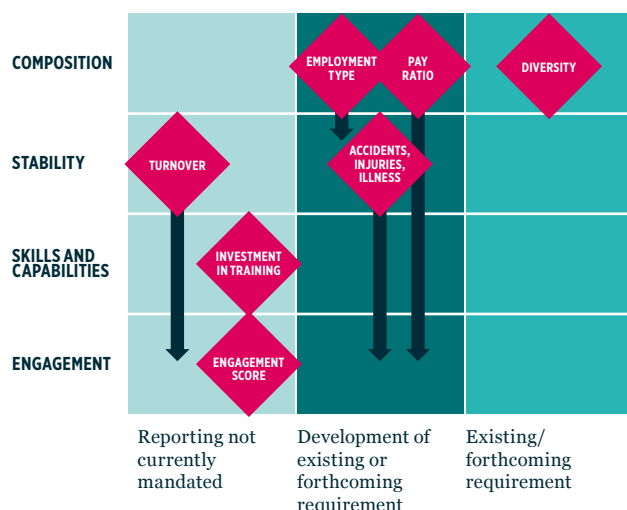 COMPOSITION
EMPLOYMENT
TYPE
PAY
RATIO
DIVERSITY
STABILITY
TURNOVER
ACCIDENTS,
INJURIES,
ILLNESS
SKILLS AND
CAPABILITIES
INVESTMENT
IN TRAINING
ENGAGEMENT
ENGAGEMENT
SCORE
Reporting not
currently
mandated
Development of
existing or
forthcoming
requirement
Existing/
forthcoming
requirement